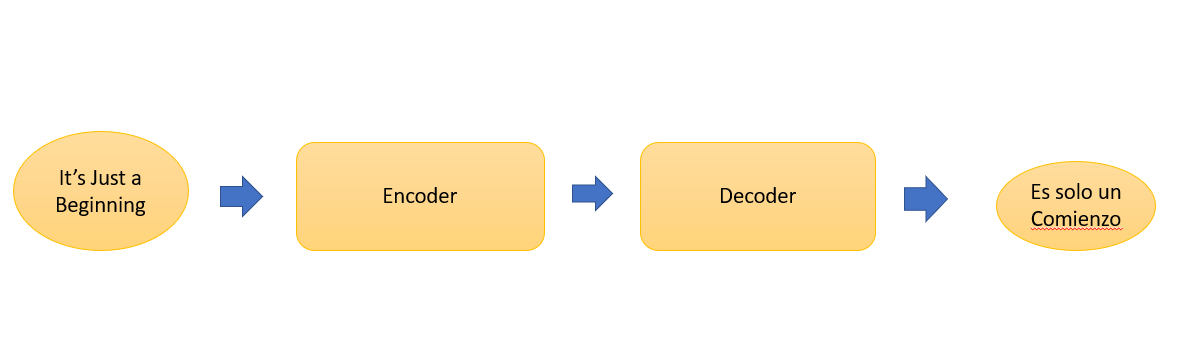 It’s Just a
Beginning
Encoder
Decoder
Es solo un
Comienzo